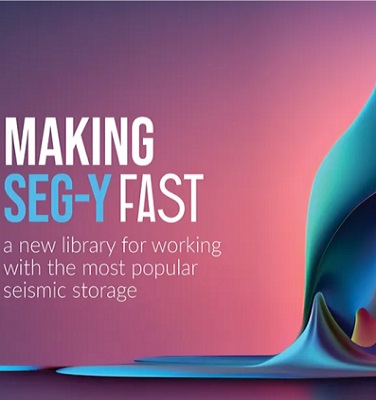 MAKING
SEG-Y FAST
a new library for working
with the most popular
seismic storage